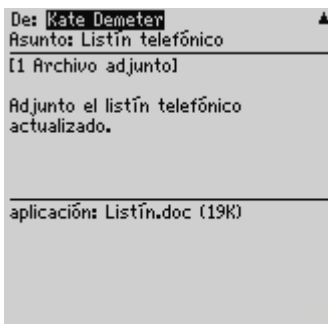 De: Kate Demeter
Asunto: Listín telefónico
[1 Archivo adjunto]
Adjunto el listín telefónico
actualizado.
aplicación: Listín.doc (19K)